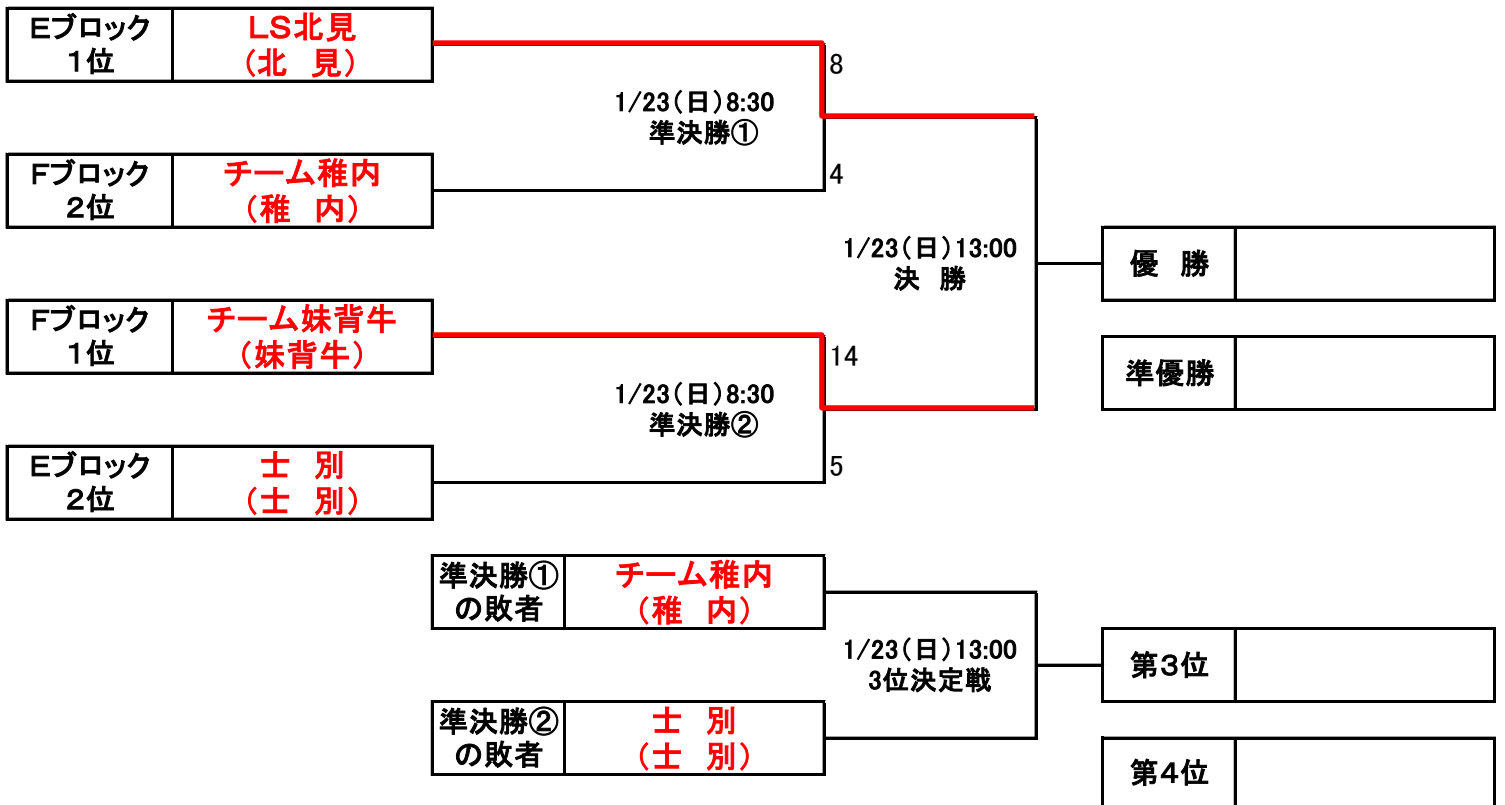 Eブロック
1位
LS北見
(北 見)
8
1/23(日)8:30
準決勝①
Fブロック
2位
チーム稚内
(稚 内)
4
1/23(日)13:00
決 勝
優 勝
Fブロック
1位
チーム妹背牛
(妹背牛)
14
準優勝
1/23(日)8:30
準決勝②
Eブロック
2位
士 別
(士 別)
5
準決勝①
の敗者
チーム稚内
(稚 内)
1/23(日)13:00
3位決定戦
第3位
準決勝②
の敗者
士 別
(士 別)
第4位